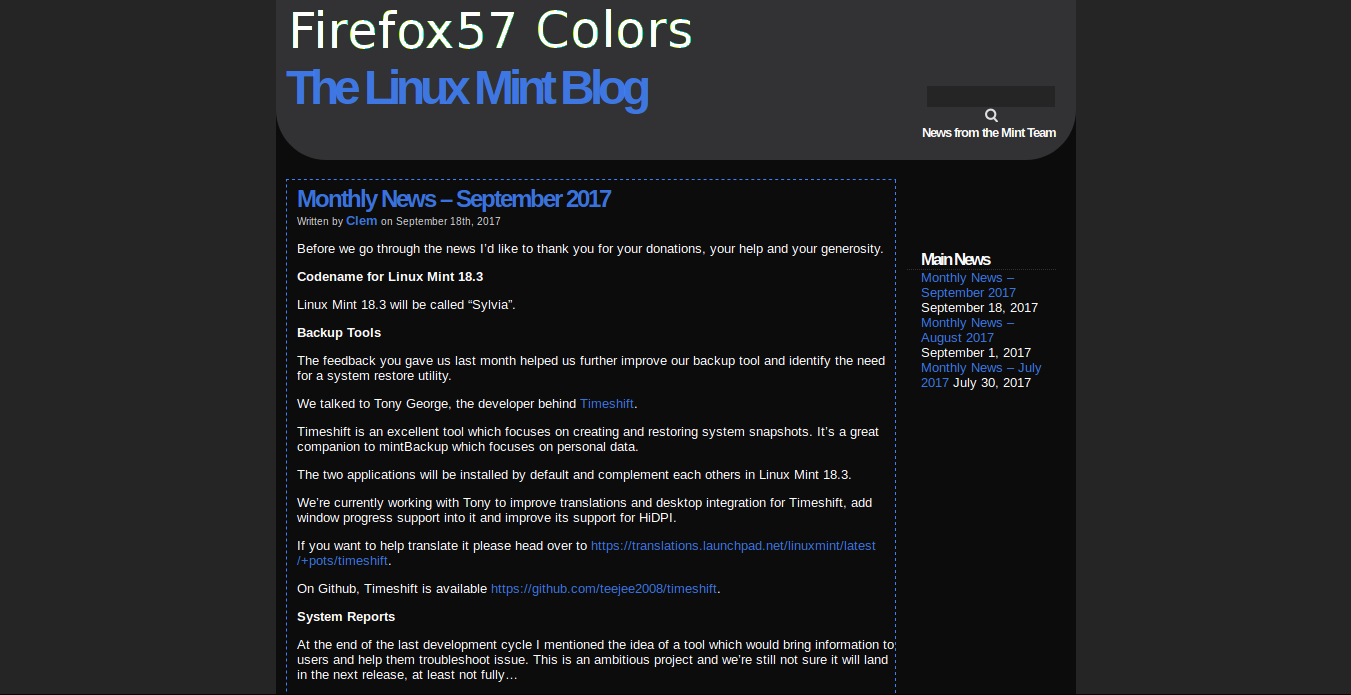 Firefox57 Colors
The Linux Mint Blog
News from the Mint Team
Monthly News – September 2017
Written by Clem on September 18th, 2017
Before we go through the news I’d like to thank you for your donations, your help and your generosity.
Codename for Linux Mint 18.3
Linux Mint 18.3 will be called “Sylvia”.
Backup Tools
The feedback you gave us last month helped us further improve our backup tool and identify the need
for a system restore utility.
We talked to Tony George, the developer behind Timeshift.
Timeshift is an excellent tool which focuses on creating and restoring system snapshots. It’s a great
companion to mintBackup which focuses on personal data.
The two applications will be installed by default and complement each others in Linux Mint 18.3.
We’re currently working with Tony to improve translations and desktop integration for Timeshift, add
window progress support into it and improve its support for HiDPI.
If you want to help translate it please head over to https://translations.launchpad.net/linuxmint/latest
/+pots/timeshift.
On Github, Timeshift is available https://github.com/teejee2008/timeshift.
System Reports
At the end of the last development cycle I mentioned the idea of a tool which would bring information to
users and help them troubleshoot issue. This is an ambitious project and we’re still not sure it will land
in the next release, at least not fully…
Main News
Monthly News –
September 2017
September 18, 2017
Monthly News –
August 2017
September 1, 2017
Monthly News – July
2017 July 30, 2017